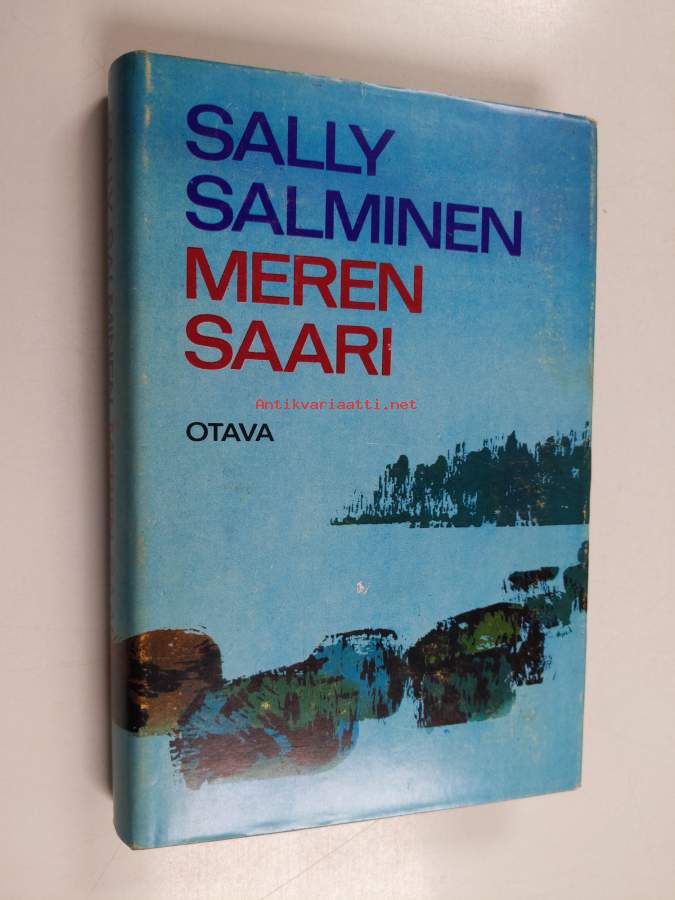 SALLY
SALMINEN
MEREN
SAARI
Antikvariaatti.net
OTAVA